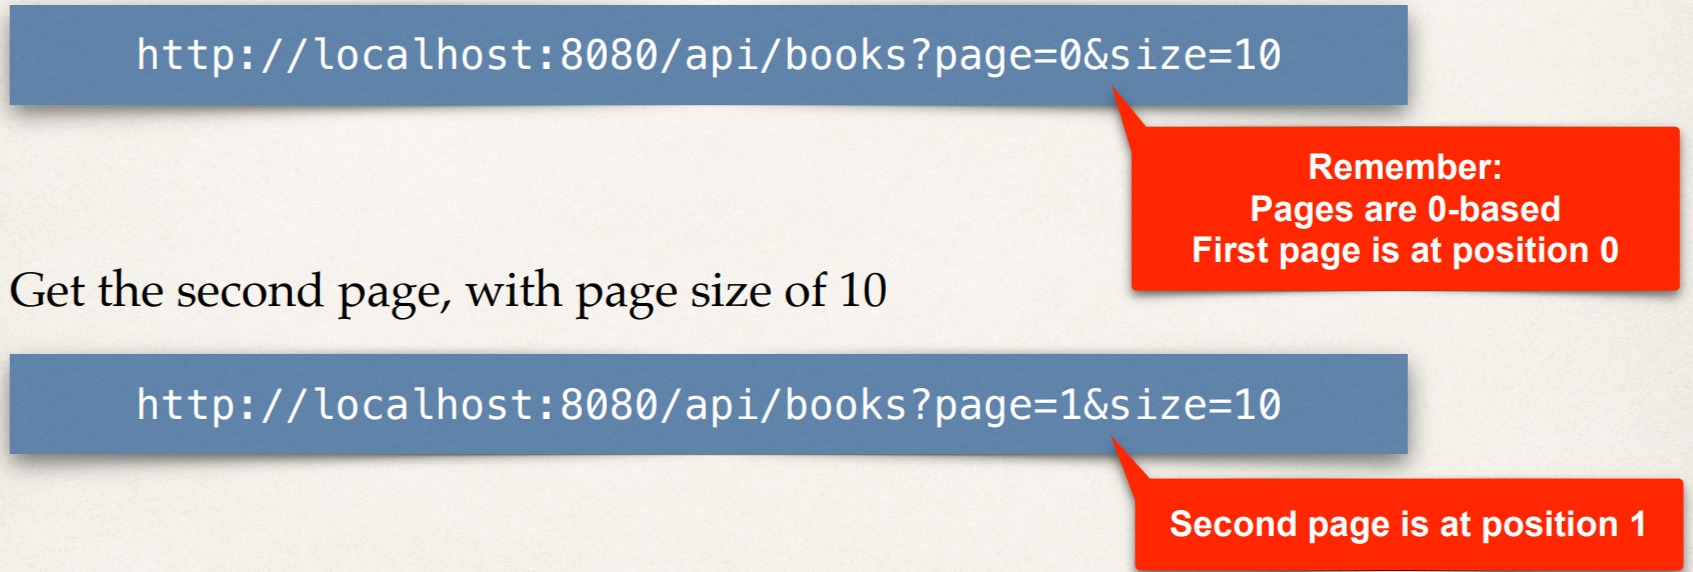 http://localhost:8080/api/books?page=0&size=10
Remember:
Pages are 0-based
First page is at position 0
Get the second page, with page size of 10
http://localhost:8080/api/books?page=1&size=10
Second page is at position 1